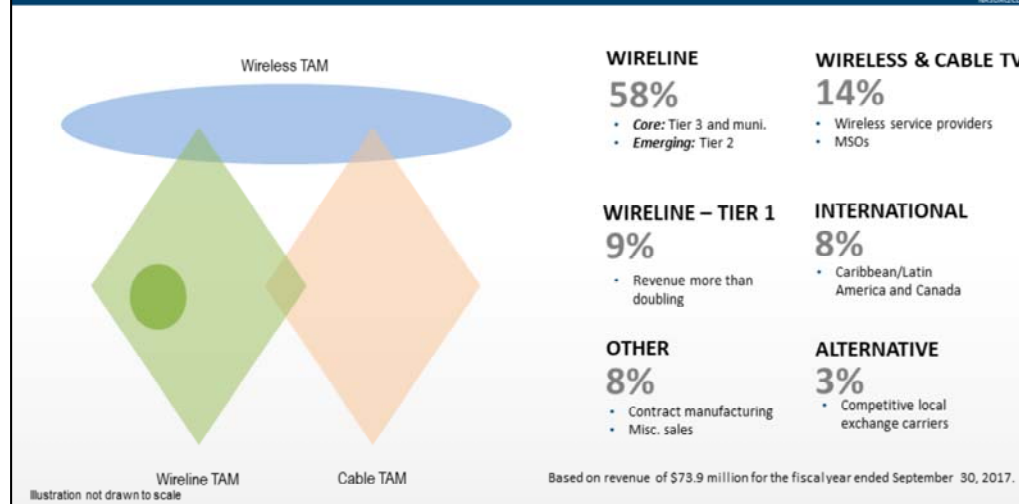 Wireless TAM
Wireline TAM
Cable TAM
Illustration not drawn to scale
WIRELINE
58%
• Core: Tier 3 and muni.
• Emerging: Tier 2
WIRELESS & CABLE TV
14%
• Wireless service providers
• MSOs
WIRELINE – TIER 1
9%
• Revenue more than
doubling
INTERNATIONAL
8%
• Caribbean/Latin
America and Canada
OTHER
8%
• Contract manufacturing
• Misc. sales
ALTERNATIVE
3%
• Competitive local
exchange carriers
Based on revenue of $73.9 million for the fiscal year ended September 30, 2017.